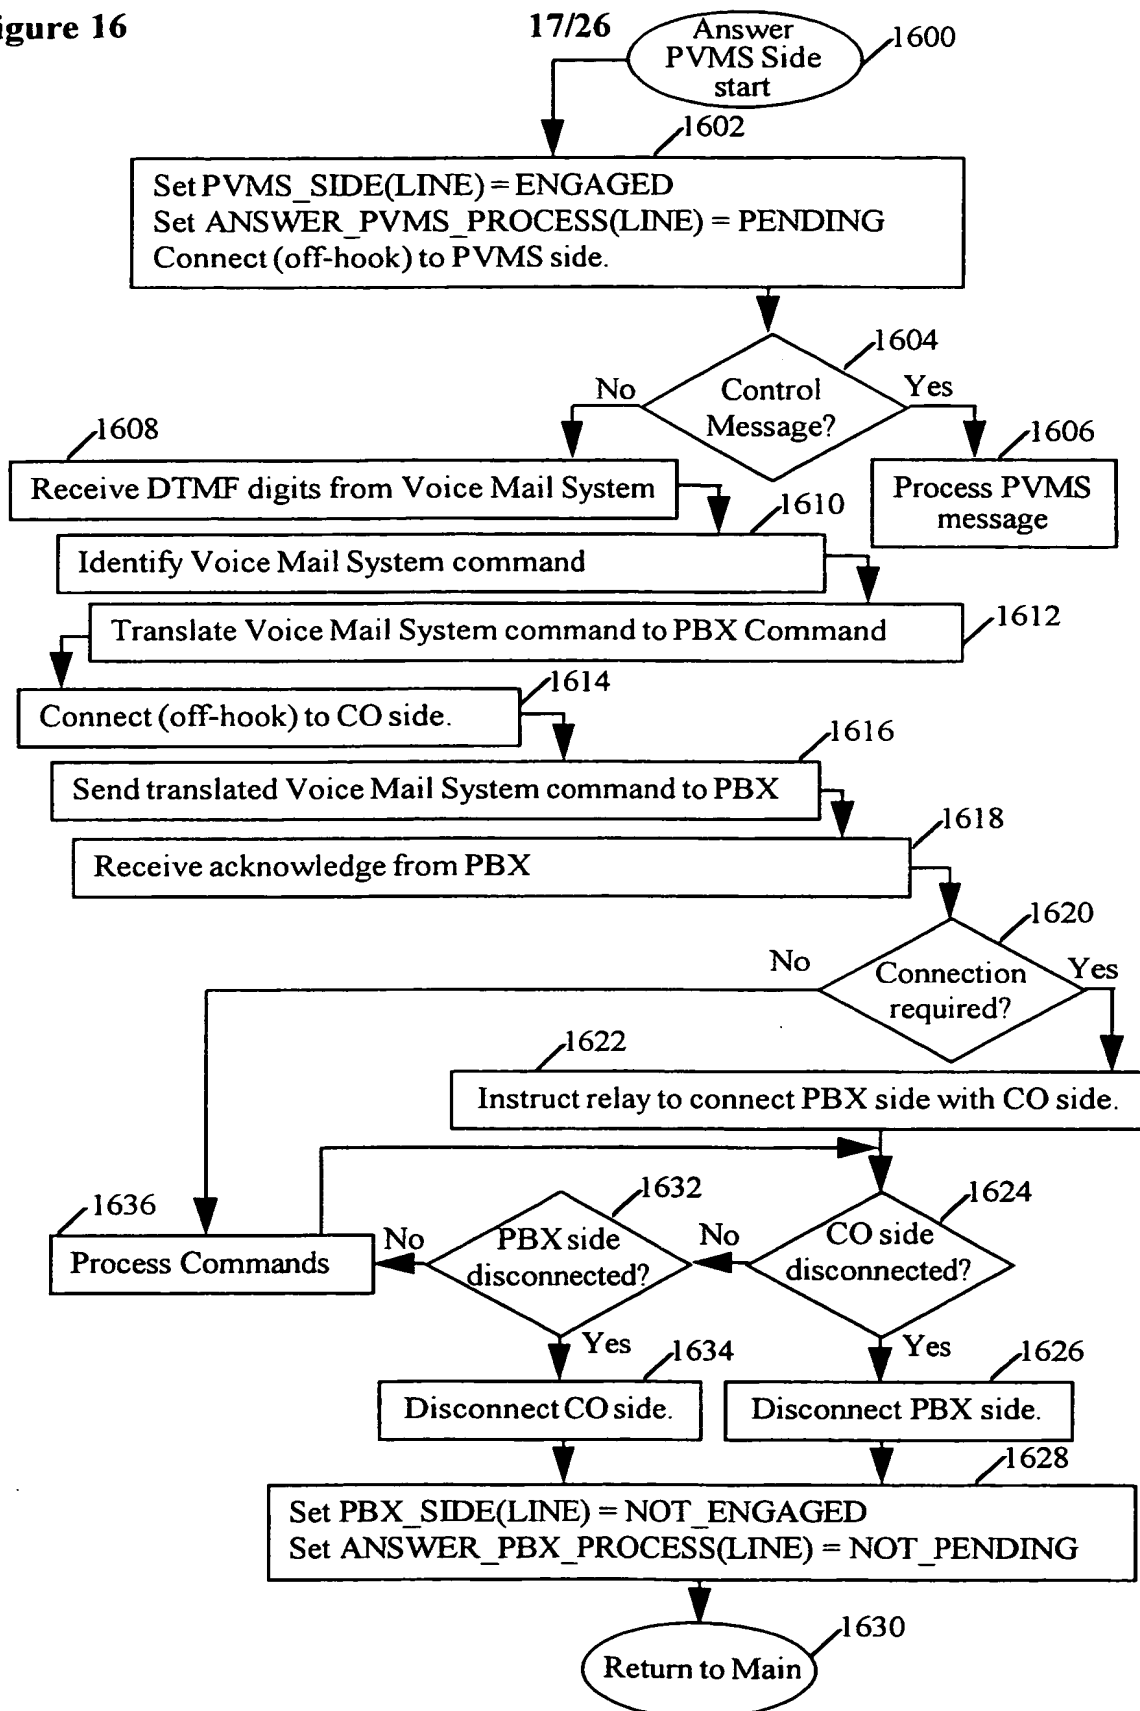 igure 16
17/26
Answer
PVMS Side
start
1600
1602
Set PVMS_SIDE(LINE) = ENGAGED
Set ANSWER_PVMS_PROCESS(LINE) = PENDING
Connect (off-hook) to PVMS side.
1604
No
Control
Message?
Yes
1608
1606
Receive DTMF digits from Voice Mail System
Process PVMS
message
1610
Identify Voice Mail System command
Translate Voice Mail System command to PBX Command
1612
1614
Connect (off-hook) to CO side.
1616
Send translated Voice Mail System command to PBX
1618
Receive acknowledge from PBX
1620
No
Connection
required?
Yes
1622
Instruct relay to connect PBX side with CO side.
1636
1632
1624
Process Commands
No
PBX side
disconnected?
No
CO side
disconnected?
Yes
1634
Yes
1626
Disconnect CO side.
Disconnect PBX side.
1628
Set PBX_SIDE(LINE) = NOT_ENGAGED
Set ANSWER_PBX_PROCESS(LINE) = NOT_PENDING
1630
Return to Main